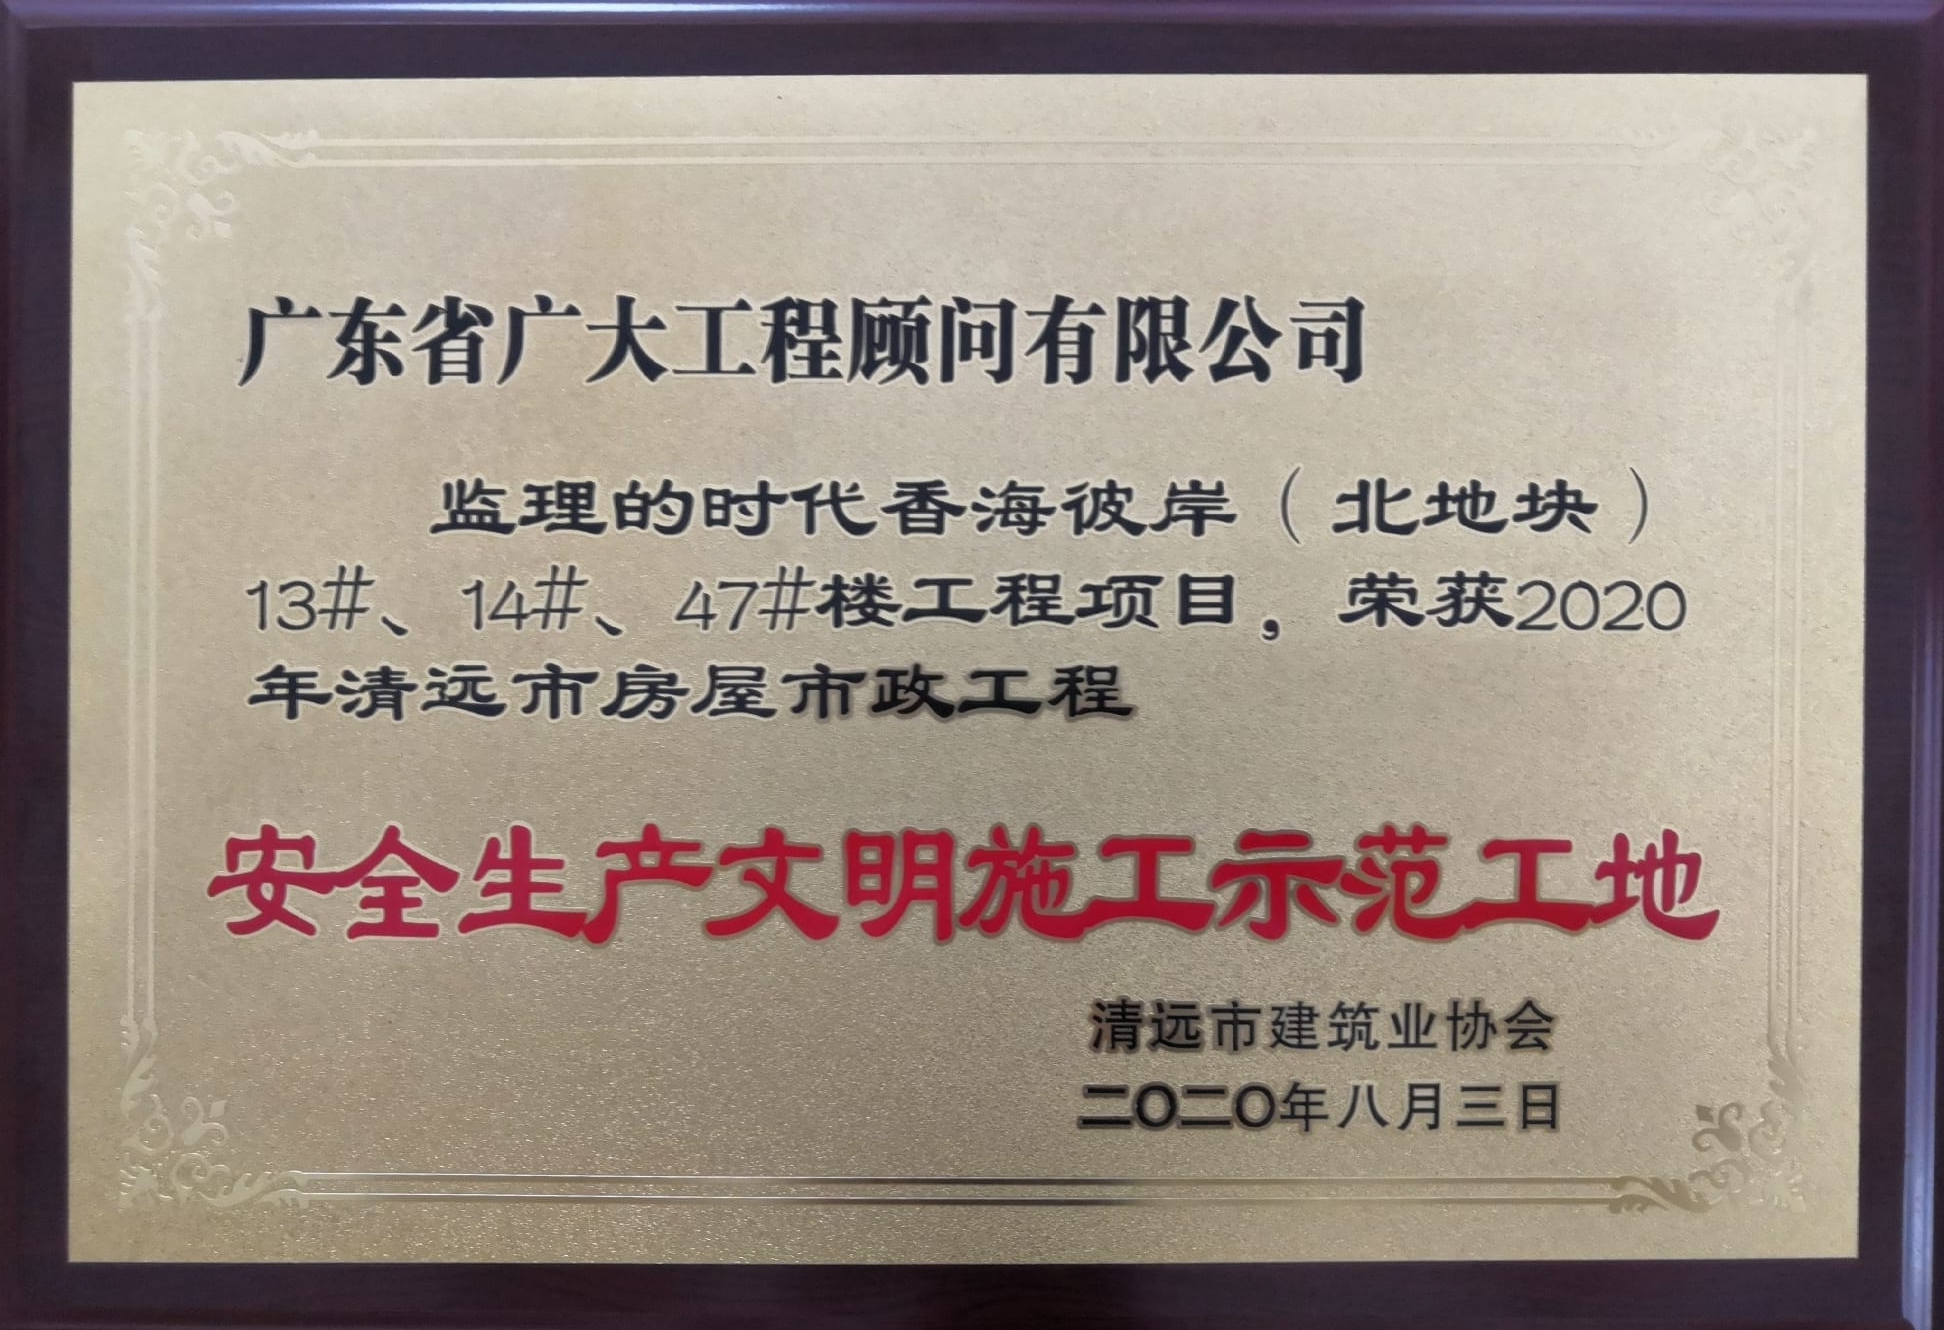 广东省广大工程顾问有限公司
监理的时代香海彼岸（北地块）
13#、14#、47#楼工程项目，荣获2020
年清远市房屋市政工程
安全生产文明施工示范工地
清远市建筑业协会
二〇二〇年八月三日